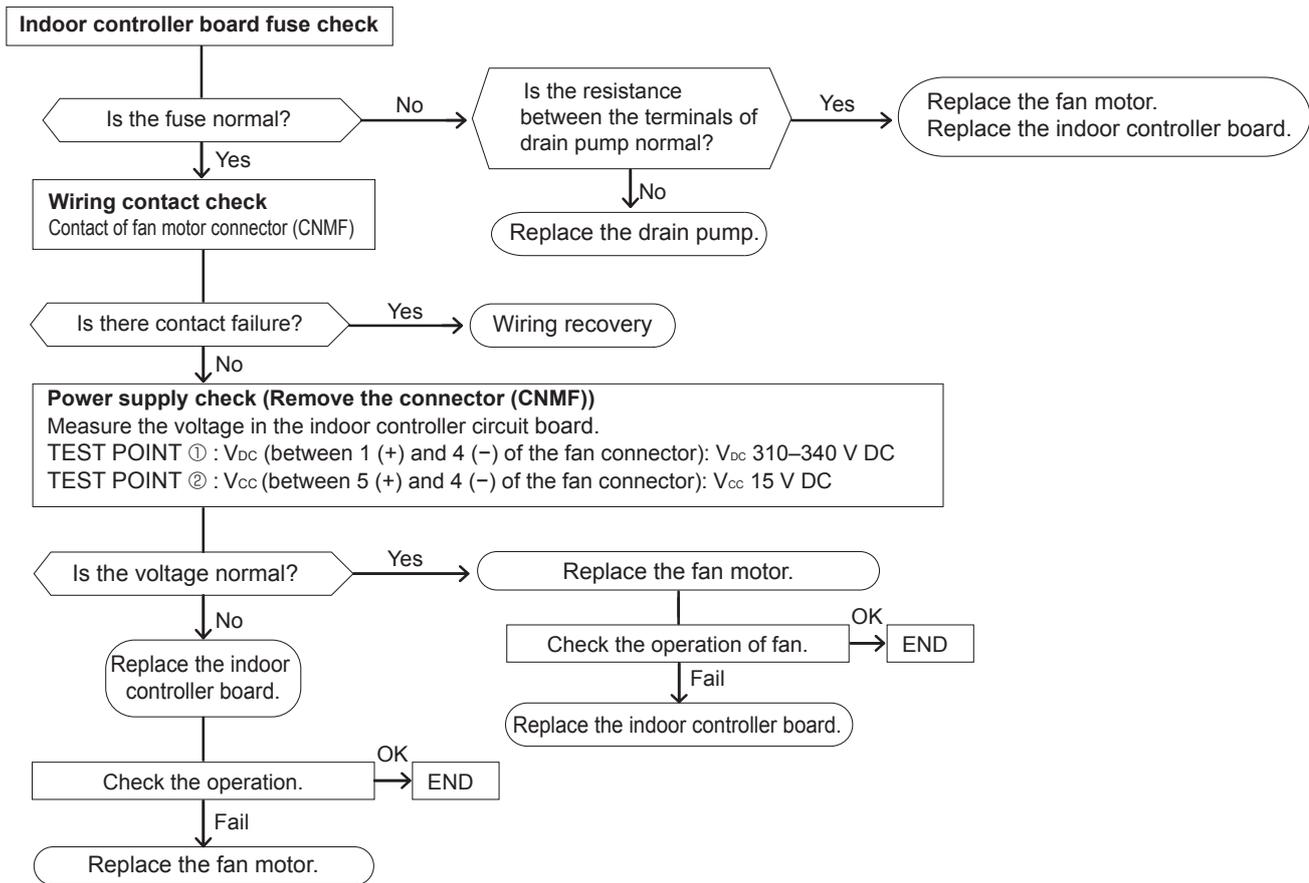 Indoor controller board fuse check
Is the fuse normal?
No
Is the resistance
between the terminals of
drain pump normal?
Yes
Replace the fan motor.
Replace the indoor controller board.
Yes
No
Replace the drain pump.
Wiring contact check
Contact of fan motor connector (CNMF)
Is there contact failure?
Yes
Wiring recovery
No
Power supply check (Remove the connector (CNMF))
Measure the voltage in the indoor controller circuit board.
TEST POINT ① : VDC (between 1 (+) and 4 (−) of the fan connector): VDC 310–340 V DC
TEST POINT ② : VCC (between 5 (+) and 4 (−) of the fan connector): VCC 15 V DC
Is the voltage normal?
Yes
Replace the fan motor.
No
Check the operation of fan.
OK
END
Fail
Replace the indoor controller board.
Replace the indoor
controller board.
Check the operation.
OK
END
Fail
Replace the fan motor.